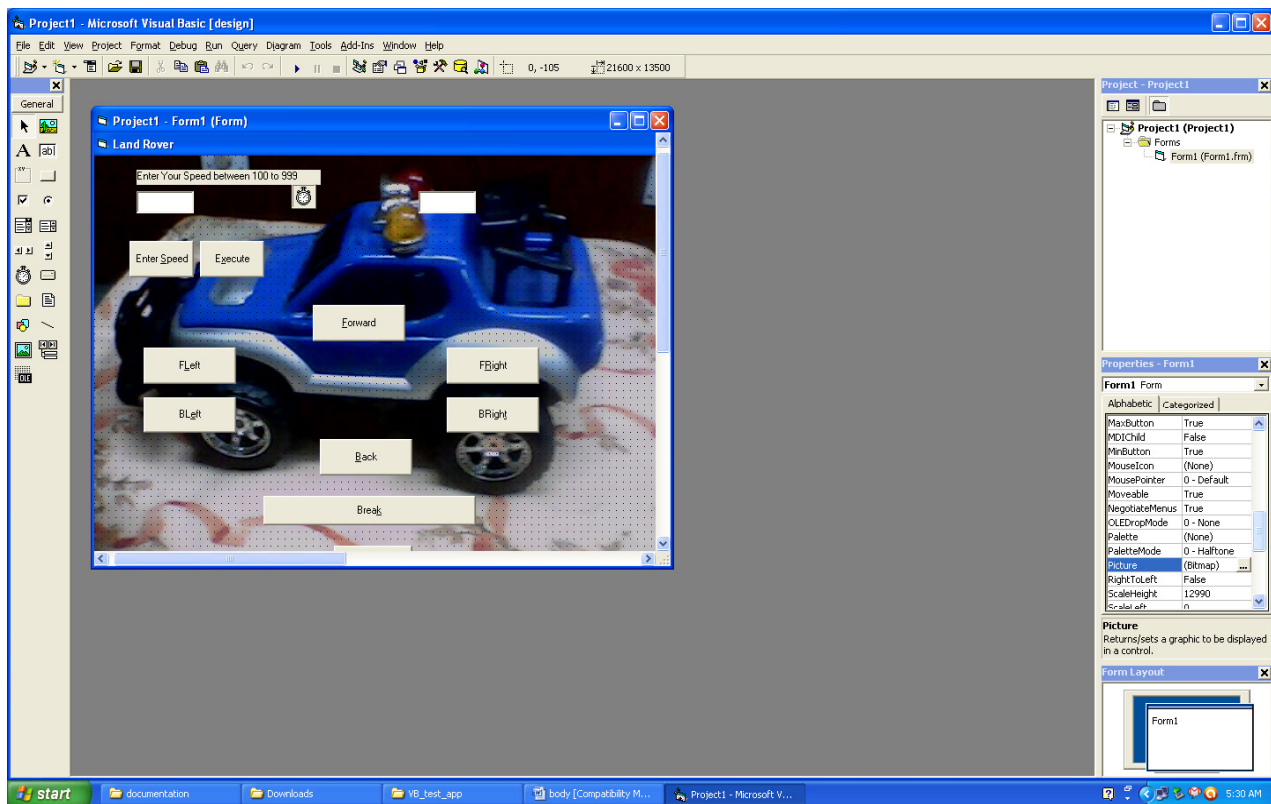 Project1 - Microsoft Visual Basic [design]
File Edit View Project Format Debug Run Query Diagram Tools Add-Ins Window Help
0, -105 21600 x 13500
General
A ab|
OLE
Project1 - Form1 (Form)
Land Rover
Enter Your Speed between 100 to 999
Enter Speed Execute
Forward
FLeft FRight
BLeft BRight
Back
Break
Project - Project1
Project1 (Project1)
Forms
Form1 (Form1.frm)
Properties - Form1
Form1 Form
Alphabetic Categorized
MaxButton True
MDIChild False
MinButton True
MouseIcon (None)
MousePointer 0 - Default
Moveable True
NegotiateMenus True
OLEDropMode 0 - None
Palette (None)
PaletteMode 0 - Halftone
Picture (Bitmap) ...
RightToLeft False
ScaleHeight 12990
ScaleLeft 0
Picture
Returns/sets a graphic to be displayed
in a control.
Form Layout
Form1
start documentation Downloads VB_test_app body [Compatibility M... Project1 - Microsoft V... 5:30 AM